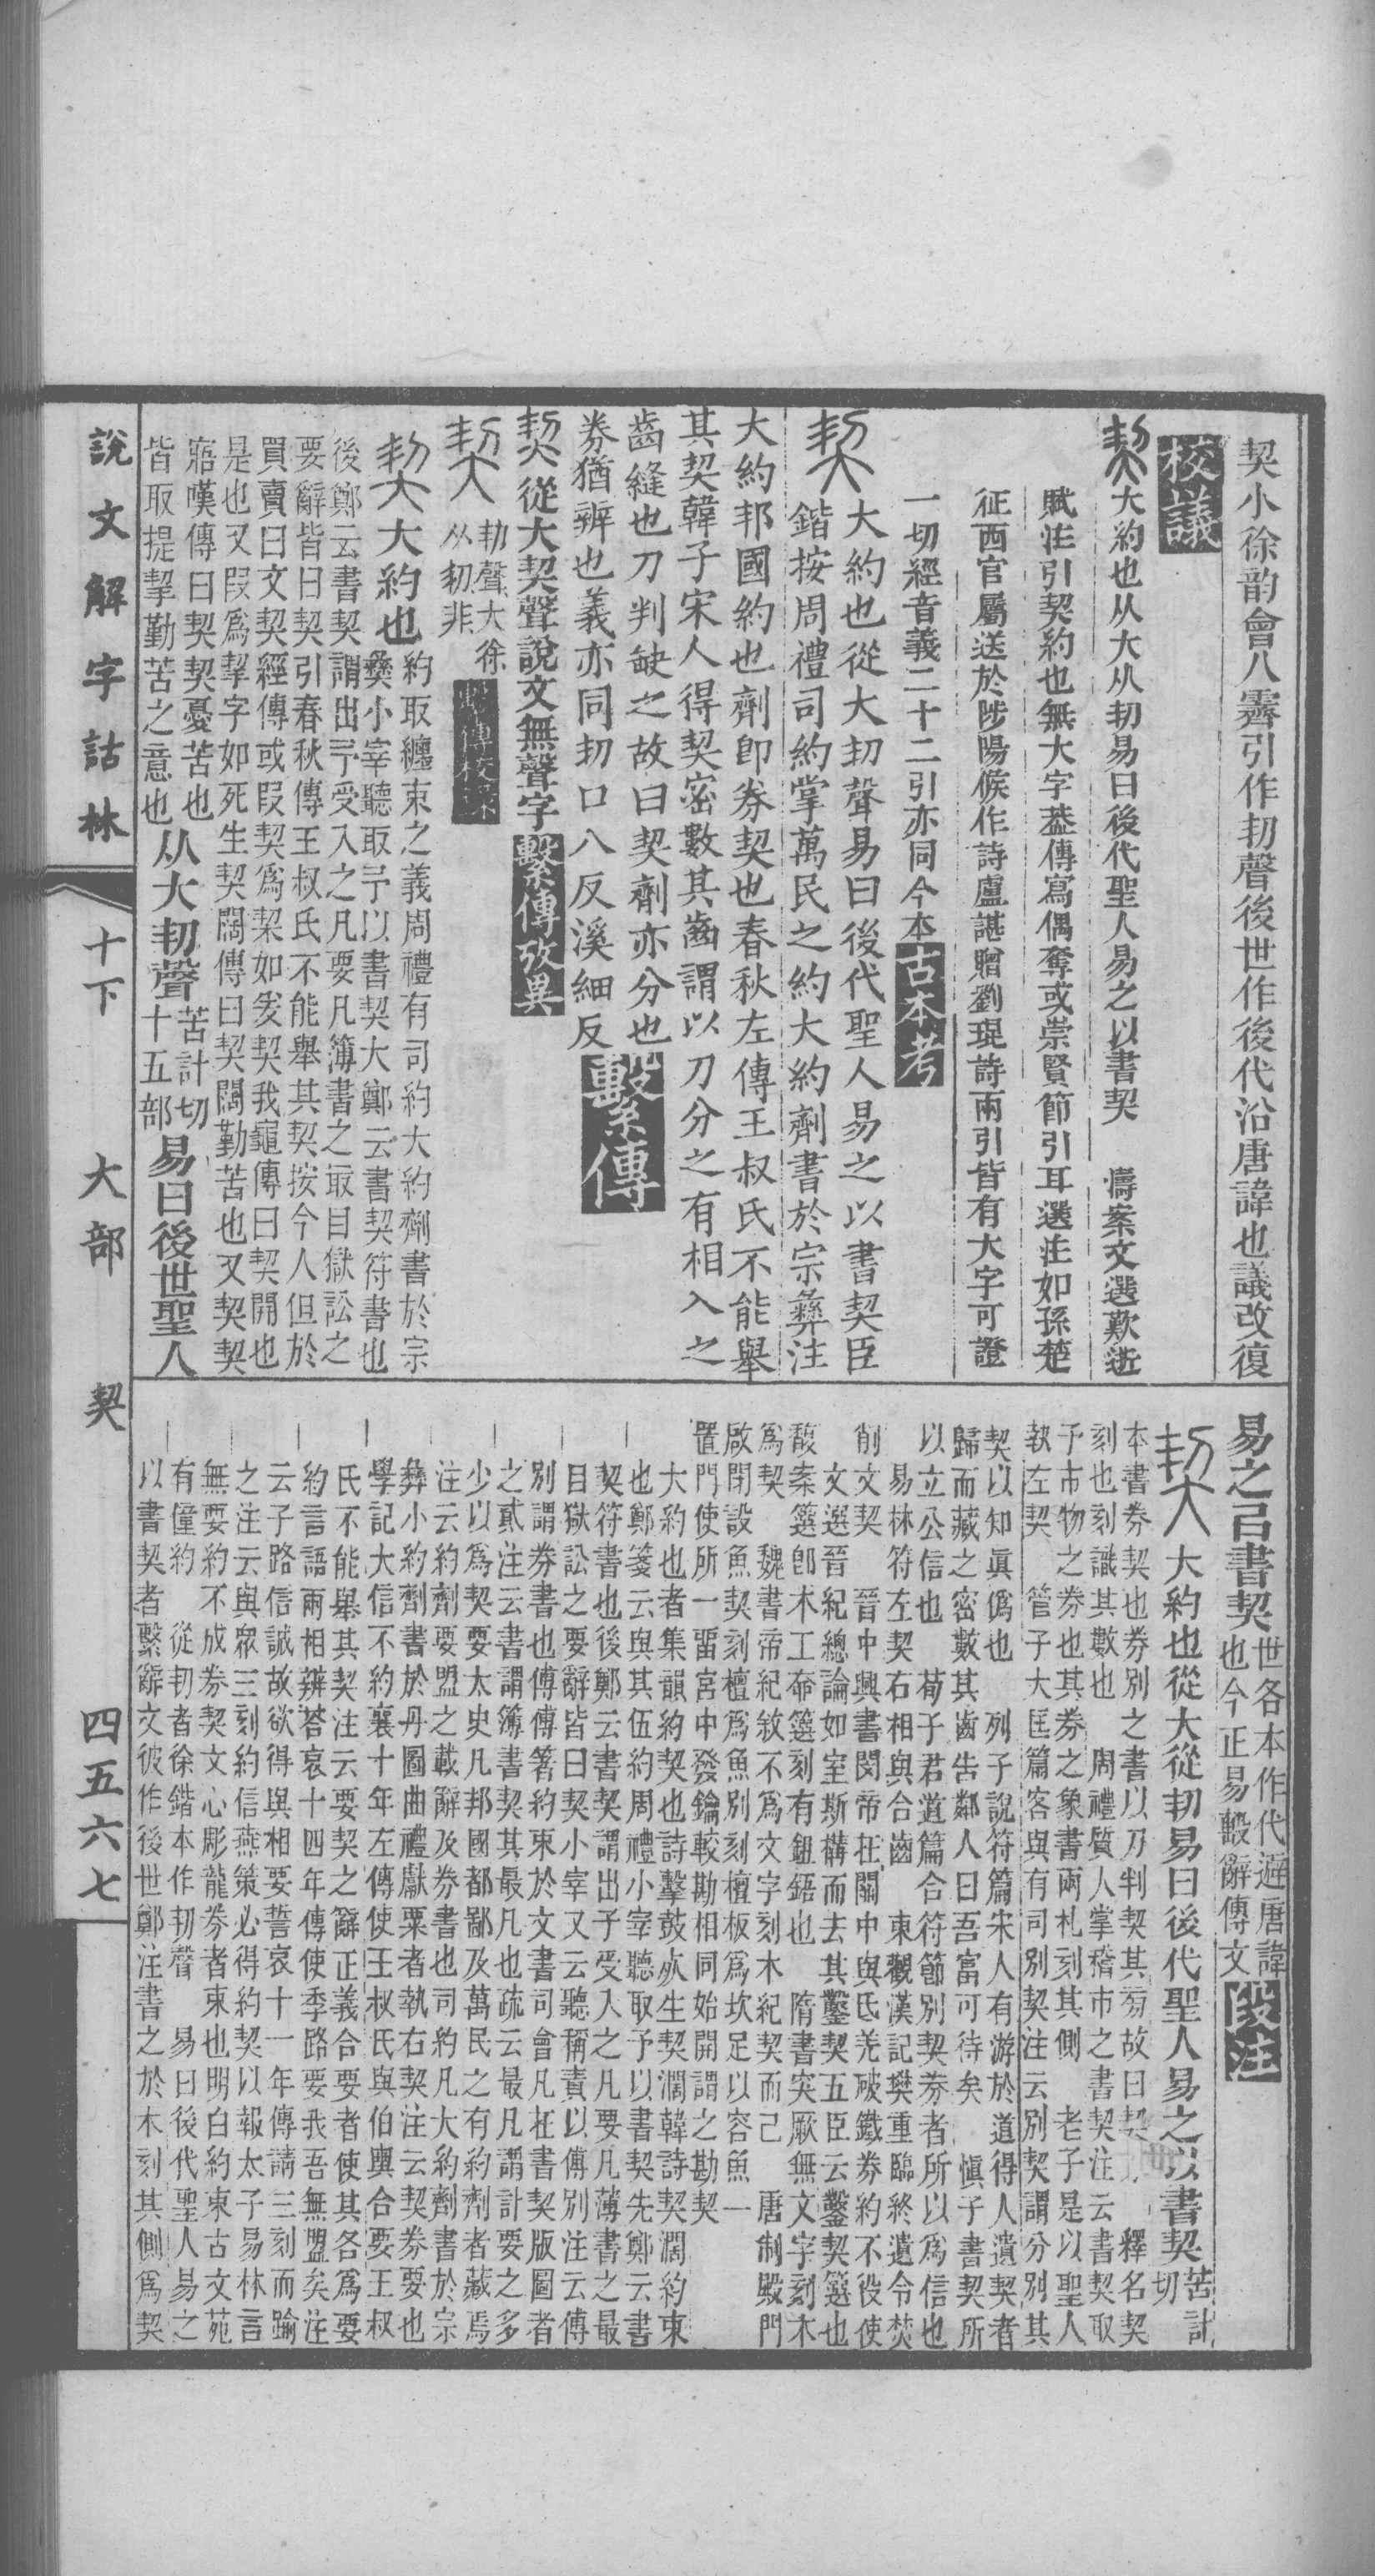 契小徐韵會八霽引作㓞聲後世作後代沿唐諱也議改復
校議
大約也从大从㓞易曰後代聖人易之以書契　濤案文選歎逝
賦注引契約也無大字葢傳寫偶奪或崇賢節引耳選注如孫楚
征西官屬送於陟陽候作詩盧諶贈劉琨詩兩引皆有大字可證
一切經音義二十二引亦同今本古本考
大約也從大㓞聲易曰後代聖人易之以書契臣
鍇按周禮司約掌萬民之約大約劑書於宗彝注
大約邦國約也劑卽券契也春秋左傳王叔氏不能舉
其契韓子宋人得契密數其齒謂以刀分之有相入之
齒縫也刀判缺之故曰契劑亦分也
券猶辨也義亦同㓞口八反溪細反繫傳
契從大契聲說文無聲字繫傳攷異
㓞聲大徐
从㓞非
繫傳校錄
大約也
約取纏束之義周禮有司約大約劑書於宗
彝小宰聽取予以書契大鄭云書契符書也
後鄭云書契謂出予受入之凡要凡簿書之冣目獄訟之
要辭皆曰契引春秋傳王叔氏不能舉其契按今人但於
買賣曰文契經傳或叚契爲栔如爰契我龜傳曰契開也
是也又叚爲挈字如死生契闊傳曰契闊勤苦也又契契
寤嘆傳曰契契憂苦也
皆取提挈勤苦之意也
从大㓞聲
苦計切
十五部
易曰後世聖人
易之㠯書契
世各本作代避唐諱
也今正易毄辭傳文
段注
大約也從大從㓞易曰後代聖人易之以書契
苦計
切
本書券契也券別之書以刀判契其旁故曰契　釋名契
刻也刻識其數也　周禮質人掌稽市之書契注云書契取
予市物之券也其券之象書兩札刻其側　老子是以聖人
執左契　管子大匡篇客與有司別契注云別契謂分別其
契以知眞僞也　列子說符篇宋人有游於道得人遺契者
歸而藏之密數其齒告鄰人曰吾富可待矣　愼子書契所
以立公信也　荀子君道篇合符節別契券者所以爲信也
易林符左契右相與合齒　東觀漢記樊重臨終遺令焚
削文契　晉中興書閔帝在關中與氐羌破鐵券約不役使
文選晉紀總論如室斯構而去其鑿契五臣云鑿契簨也
馥案簨卽木工命簨刻有鈕鋙也　隋書突厥無文字刻木
爲契　魏書帝紀敘不爲文字刻木紀契而已　唐制殿門
啟閉設魚契刻檀爲魚別刻檀板爲坎足以容魚一
置門使所一畱宮中發鑰較勘相同始開謂之勘契
大約也者集韻約契也詩擊鼓死生契濶韓詩契濶約束
也鄭箋云與其伍約周禮小宰聽取予以書契先鄭云書
契符書也後鄭云書契謂出予受入之凡要凡薄書之最
目獄訟之要辭皆曰契小宰又云聽稱責以傅別注云傅
別謂券書也傅傅箸約束於文書司會凡在書契版圖者
之貳注云書謂簿書契其最凡也疏云最凡謂計要之多
少以爲契要太史凡邦國都鄙及萬民之有約劑者藏焉
注云約劑要盟之載辭及券書也司約凡大約劑書於宗
彝小約劑書於丹圖曲禮獻粟者執右契注云契券要也
學記大信不約襄十年左傳使王叔氏與伯輿合要王叔
氏不能舉其契注云要契之辭正義合要者使其各爲要
約言語兩相辨荅哀十四年傳使季路要我吾無盟矣注
云子路信誠故欲得與相要誓哀十一年傳請三刻而踰
之注云與眾三刻約信燕策必得約契以報太子易林言
無要約不成券契文心彫龍券者束也明白約束古文苑
有僮約　從㓞者徐鍇本作㓞聲　易曰後代聖人易之
以書契者繫辭文彼作後世鄭注書之於木刻其側爲契
說文解字詁林　十下　大部　契　四五六七